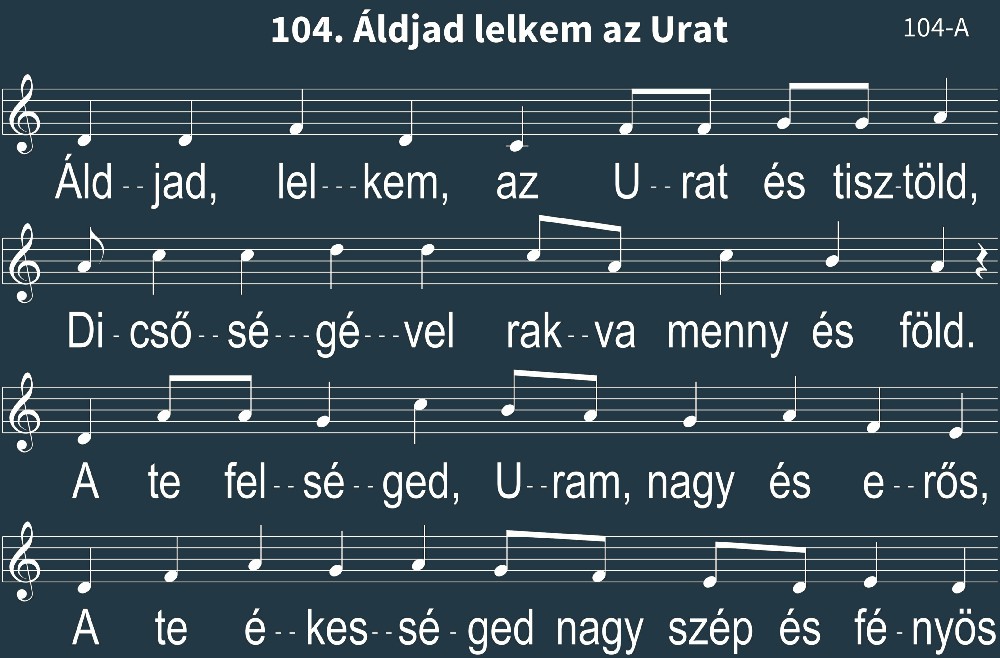 104. Áldjad lelkem az Urat
104-A
Áld - - jad, lel - - - kem, az U - - rat és tisz-töld,
Di - cső - - sé - - - gé - - - vel rak - - va menny és föld.
A te fel - - sé - - ged, U - - ram, nagy és e - - rős,
A te é - - kes - - sé - ged nagy szép és fé - nyös